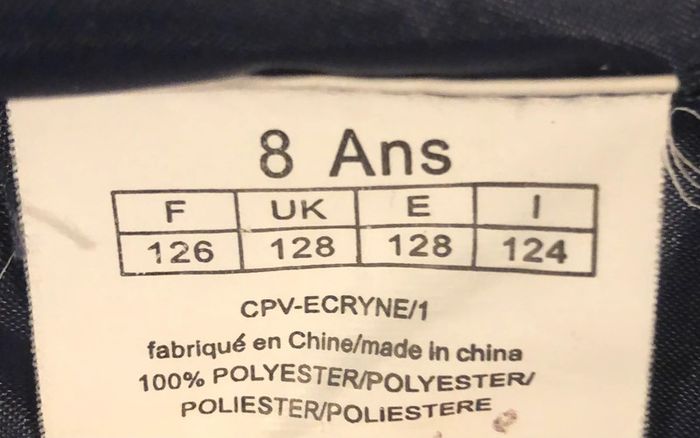 8 Ans
F UK E I
126 128 128 124
CPV-ECRYNE/1
fabriqué en Chine/made in china
100% POLYESTER/POLYESTER/
POLIESTER/POLIESTERE